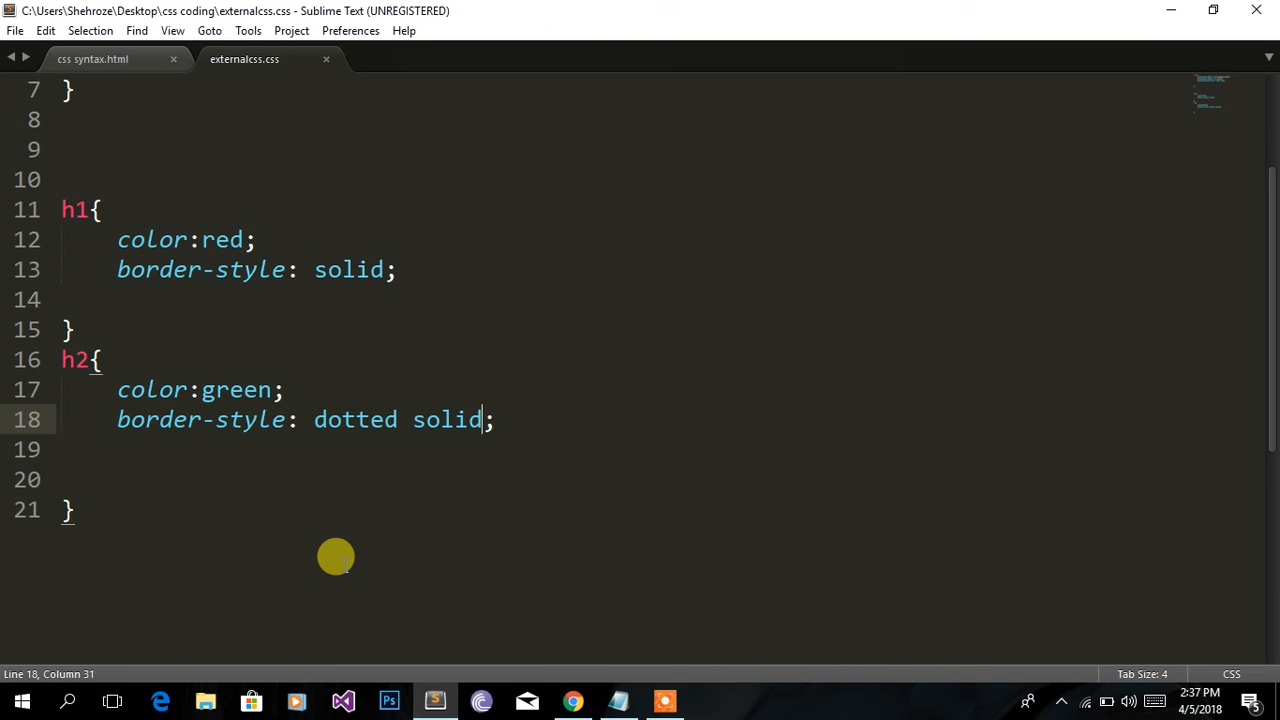 C:\Users\Shehroze\Desktop\css coding\externalcss.css - Sublime Text (UNREGISTERED)
File Edit Selection Find View Goto Tools Project Preferences Help
css syntax.html × externalcss.css ×
7 }
8
9
10
11 h1{
12 color:red;
13 border-style: solid;
14
15 }
16 h2{
17 color:green;
18 border-style: dotted solid;
19
20
21 }
Line 18, Column 31 Tab Size: 4 CSS
2:37 PM
4/5/2018
5